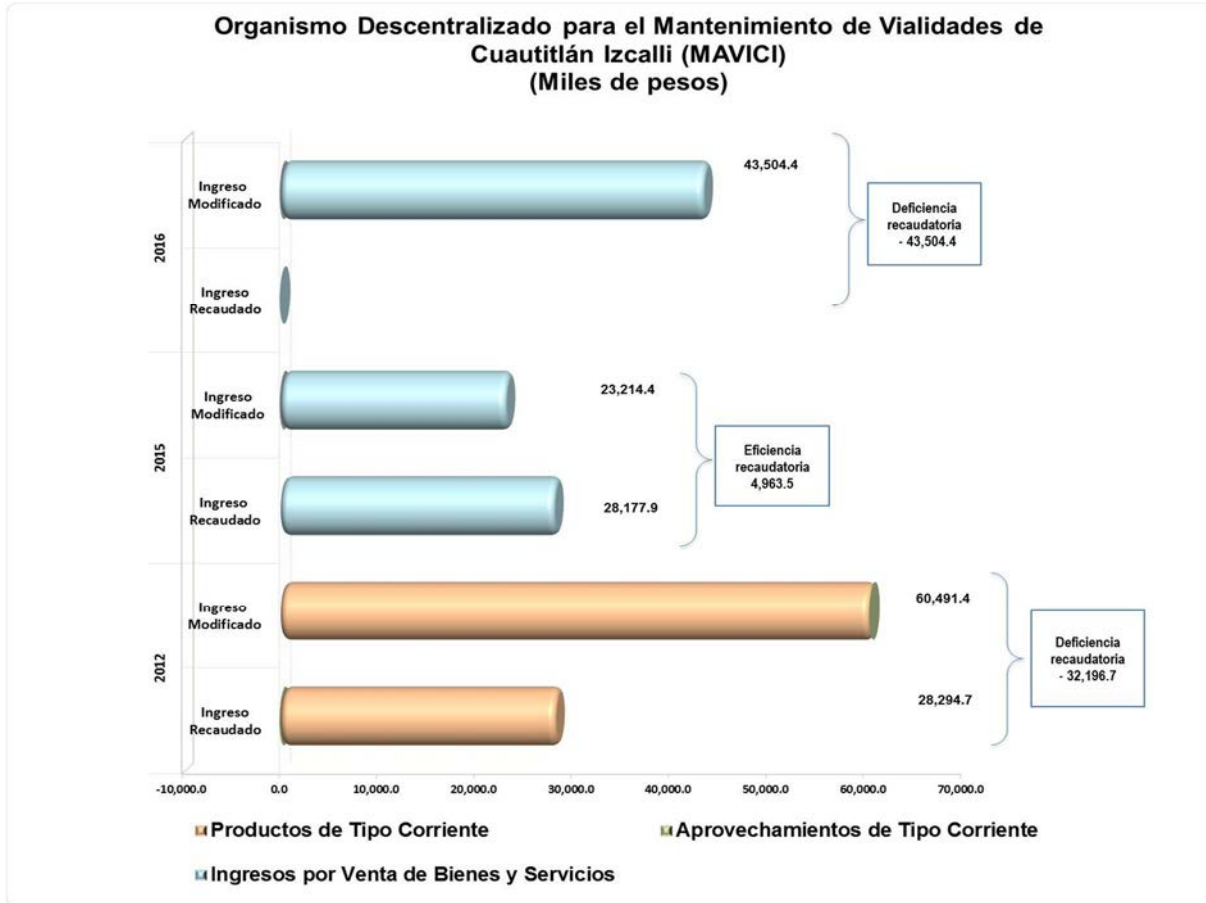 Organismo Descentralizado para el Mantenimiento de Vialidades de
Cuautitlán Izcalli (MAVICI)
(Miles de pesos)
2016
Ingreso
Modificado
43,504.4
Deficiencia
recaudatoria
- 43,504.4
Ingreso
Recaudado
2015
Ingreso
Modificado
23,214.4
Eficiencia
recaudatoria
4,963.5
Ingreso
Recaudado
28,177.9
2012
Ingreso
Modificado
60,491.4
Deficiencia
recaudatoria
- 32,196.7
Ingreso
Recaudado
28,294.7
-10,000.0 0.0 10,000.0 20,000.0 30,000.0 40,000.0 50,000.0 60,000.0 70,000.0
Productos de Tipo Corriente
Aprovechamientos de Tipo Corriente
Ingresos por Venta de Bienes y Servicios